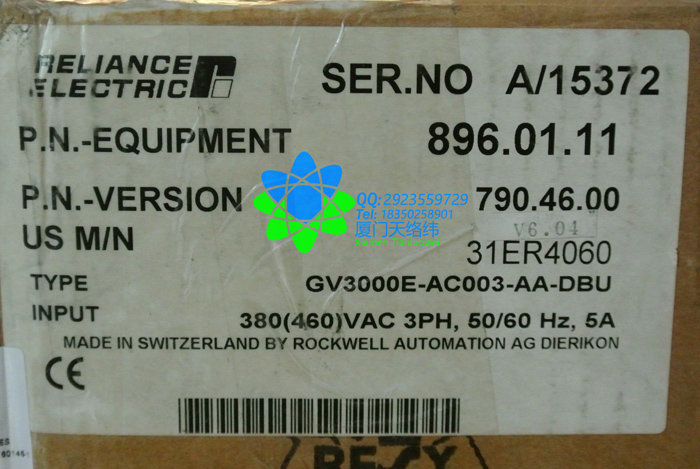 RELIANCE
ELECTRIC
SER.NO A/15372
P.N.-EQUIPMENT 896.01.11
P.N.-VERSION 790.46.00
V6.04
US M/N 31ER4060
TYPE GV3000E-AC003-AA-DBU
INPUT 380(460)VAC 3PH, 50/60 Hz, 5A
MADE IN SWITZERLAND BY ROCKWELL AUTOMATION AG DIERIKON
CE
QQ:2923559729
Tel: 18350258901
厦门天络纬
RE
Y
ES